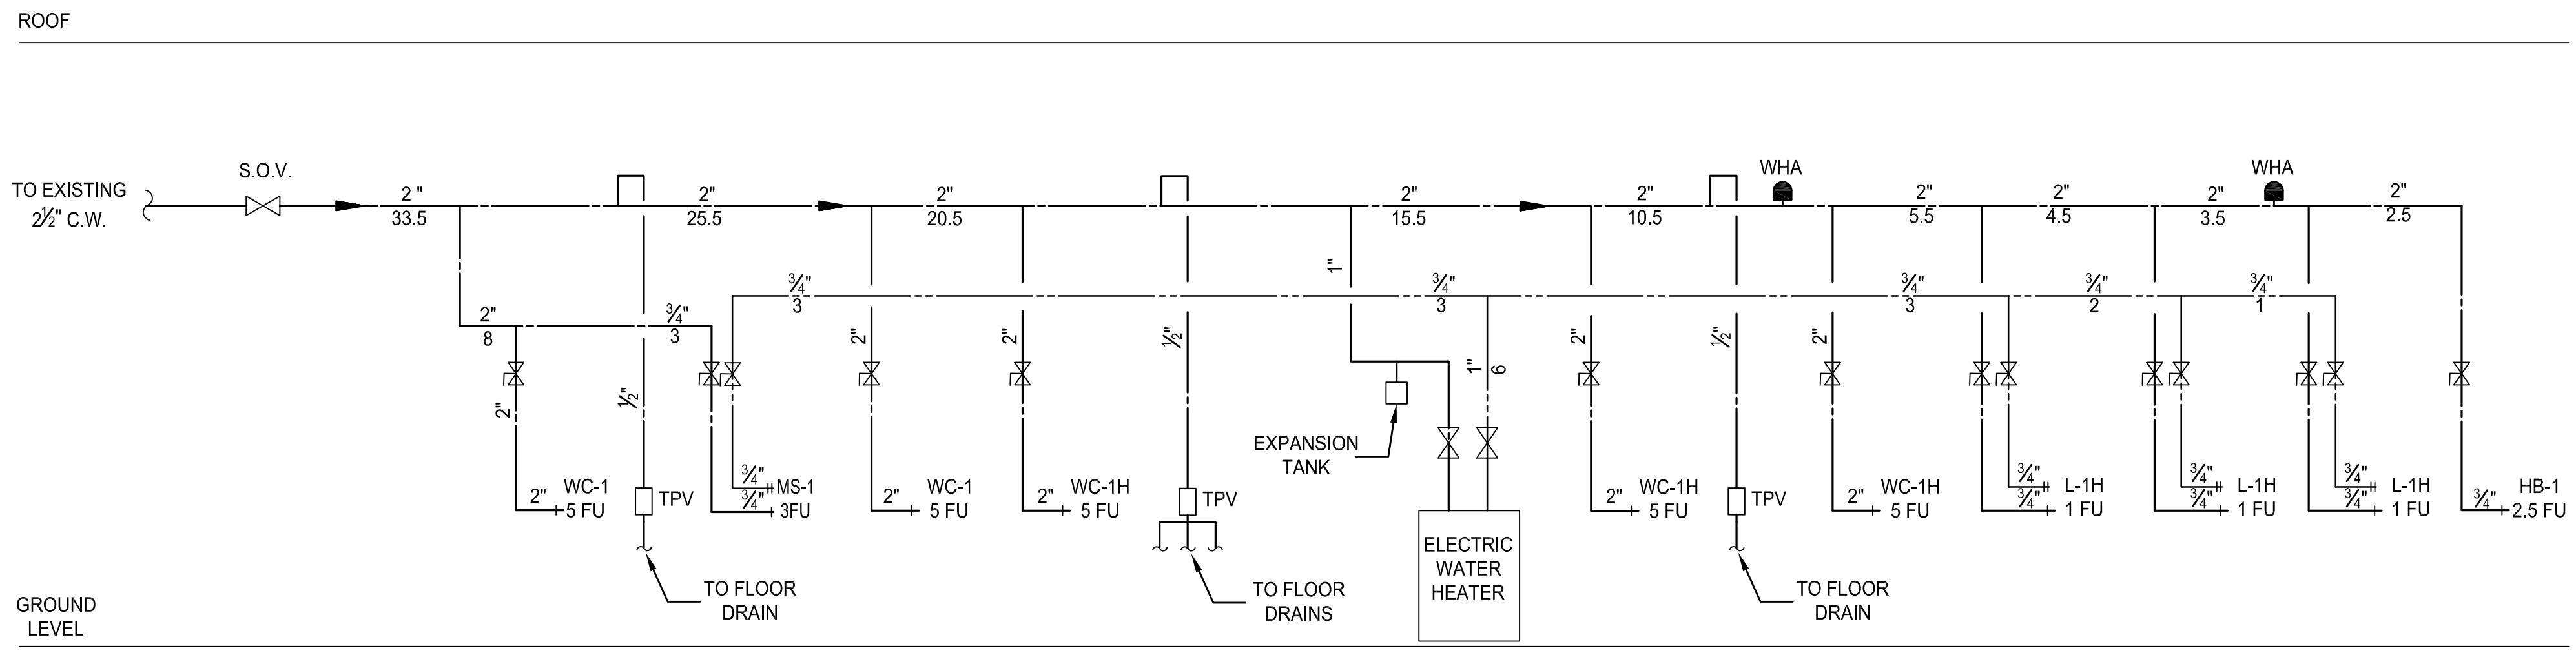 ROOF
S.O.V.
TO EXISTING
2½" C.W.
2 "
33.5
2"
25.5
2"
20.5
2"
15.5
2"
10.5
WHA
5.5
2"
4.5
2"
3.5
WHA
2"
2.5
1"
¾"
3
¾"
3
¾"
3
¾"
2
¾"
1
2"
8
¾"
3
2"
½"
2"
2"
½"
1"
6
2"
½"
2"
EXPANSION
TANK
2"
WC-1
5 FU
TPV
¾"
MS-1
¾"
3FU
2"
WC-1
5 FU
2"
WC-1H
5 FU
TPV
2"
WC-1H
5 FU
TPV
2"
WC-1H
5 FU
¾"
L-1H
¾"
1 FU
¾"
L-1H
¾"
1 FU
¾"
L-1H
¾"
1 FU
¾"
HB-1
2.5 FU
ELECTRIC
WATER
HEATER
TO FLOOR
DRAIN
TO FLOOR
DRAINS
TO FLOOR
DRAIN
GROUND
LEVEL